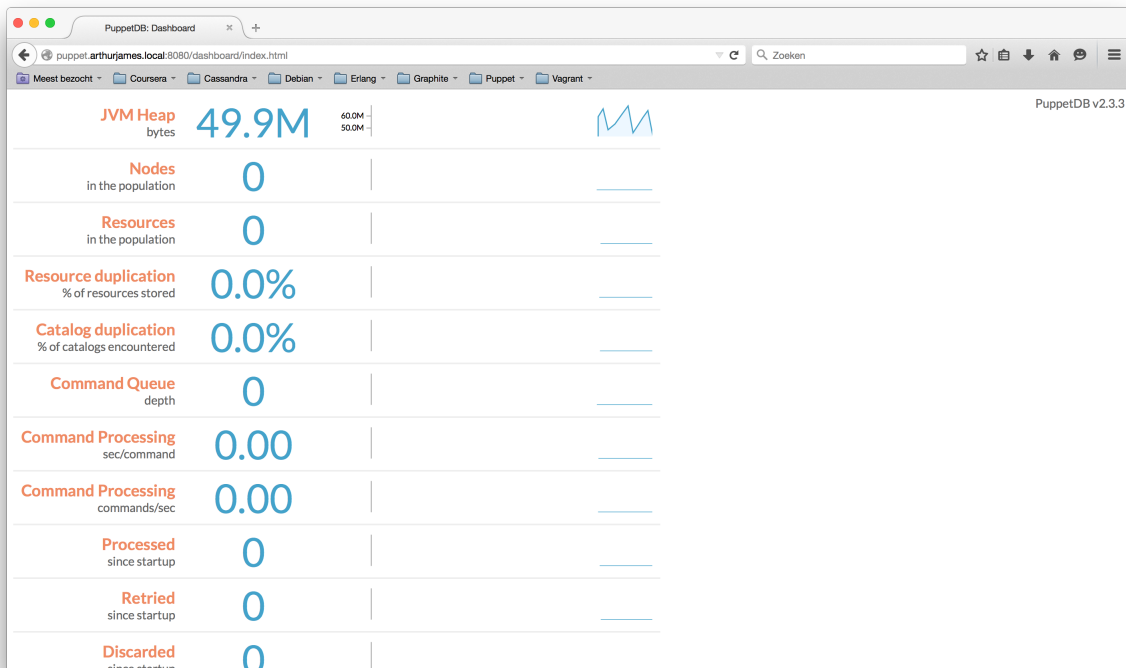 PuppetDB: Dashboard
puppet.arthurjames.local:8080/dashboard/index.html
Zoeken
Meest bezocht Coursera Cassandra Debian Erlang Graphite Puppet Vagrant
PuppetDB v2.3.3
JVM Heap
bytes
49.9M
60.0M
50.0M
Nodes
in the population
0
Resources
in the population
0
Resource duplication
% of resources stored
0.0%
Catalog duplication
% of catalogs encountered
0.0%
Command Queue
depth
0
Command Processing
sec/command
0.00
Command Processing
commands/sec
0.00
Processed
since startup
0
Retried
since startup
0
Discarded
since startup
0